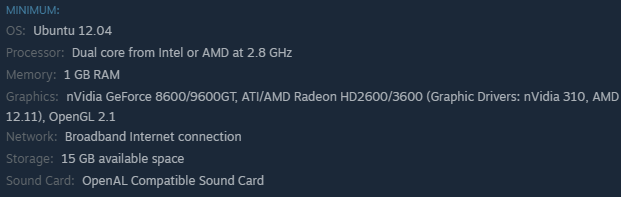 MINIMUM:
OS: Ubuntu 12.04
Processor: Dual core from Intel or AMD at 2.8 GHz
Memory: 1 GB RAM
Graphics: nVidia GeForce 8600/9600GT, ATI/AMD Radeon HD2600/3600 (Graphic Drivers: nVidia 310, AMD
12.11), OpenGL 2.1
Network: Broadband Internet connection
Storage: 15 GB available space
Sound Card: OpenAL Compatible Sound Card